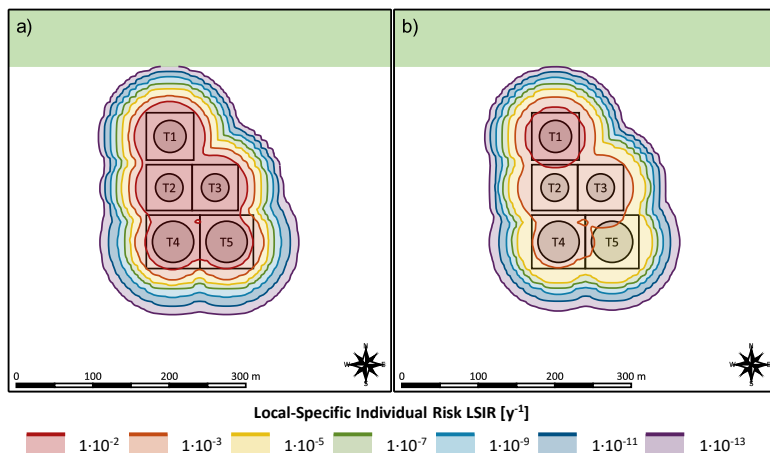 a)
T1
T2 T3
T4 T5
N
W E
S
0 100 200 300 m
b)
T1
T2 T3
T4 T5
N
W E
S
0 100 200 300 m
Local-Specific Individual Risk LSIR [y⁻¹]
1·10⁻² 1·10⁻³ 1·10⁻⁵ 1·10⁻⁷ 1·10⁻⁹ 1·10⁻¹¹ 1·10⁻¹³